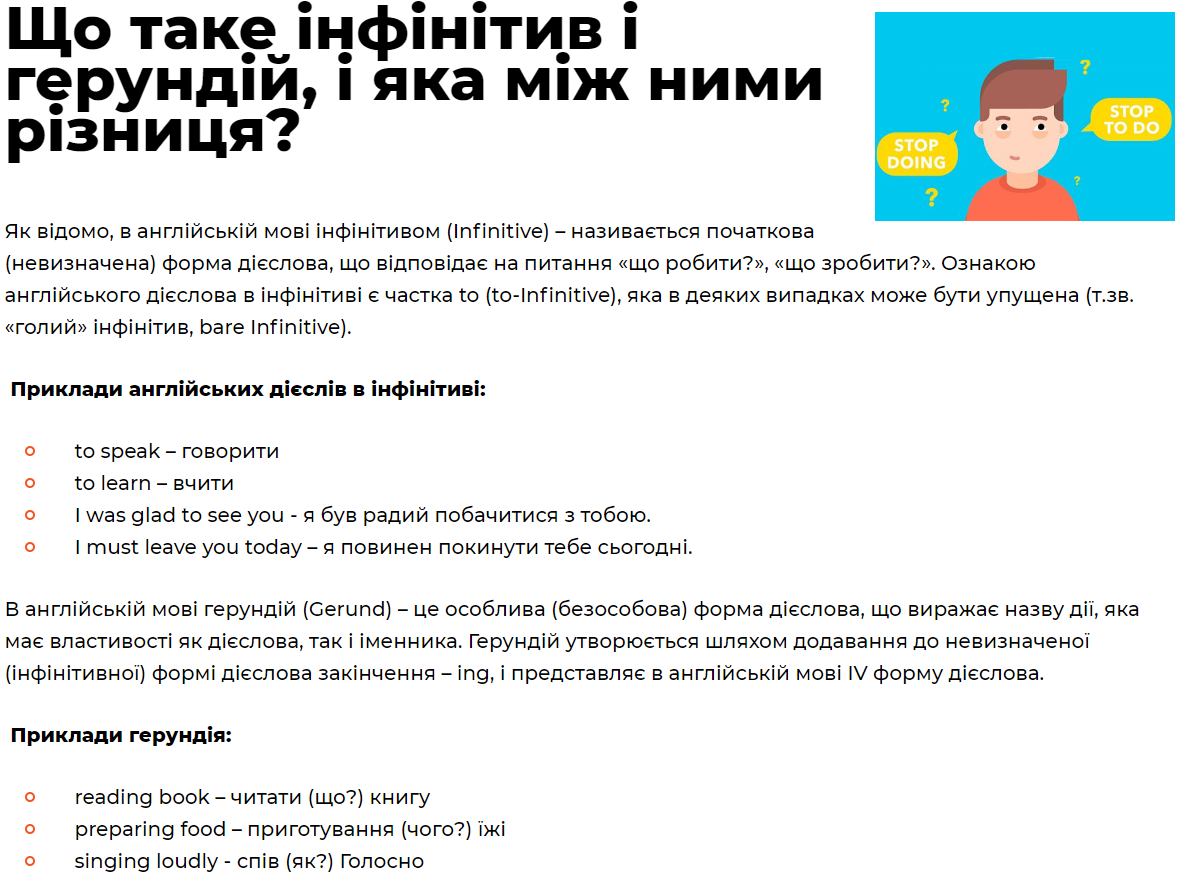 Що таке інфінітив і
герундій, і яка між ними
різниця?
?
?
STOP
TO DO
STOP
DOING
?
?
Як відомо, в англійській мові інфінітивом (Infinitive) – називається початкова
(невизначена) форма дієслова, що відповідає на питання «що робити?», «що зробити?». Ознакою
англійського дієслова в інфінітиві є частка to (to-Infinitive), яка в деяких випадках може бути упущена (т.зв.
«голий» інфінітив, bare Infinitive).
Приклади англійських дієслів в інфінітиві:
to speak – говорити
to learn – вчити
I was glad to see you - я був радий побачитися з тобою.
I must leave you today – я повинен покинути тебе сьогодні.
В англійській мові герундій (Gerund) – це особлива (безособова) форма дієслова, що виражає назву дії, яка
має властивості як дієслова, так і іменника. Герундій утворюється шляхом додавання до невизначеної
(інфінітивної) формі дієслова закінчення – ing, і представляє в англійській мові IV форму дієслова.
Приклади герундія:
reading book – читати (що?) книгу
preparing food – приготування (чого?) їжі
singing loudly - спів (як?) Голосно